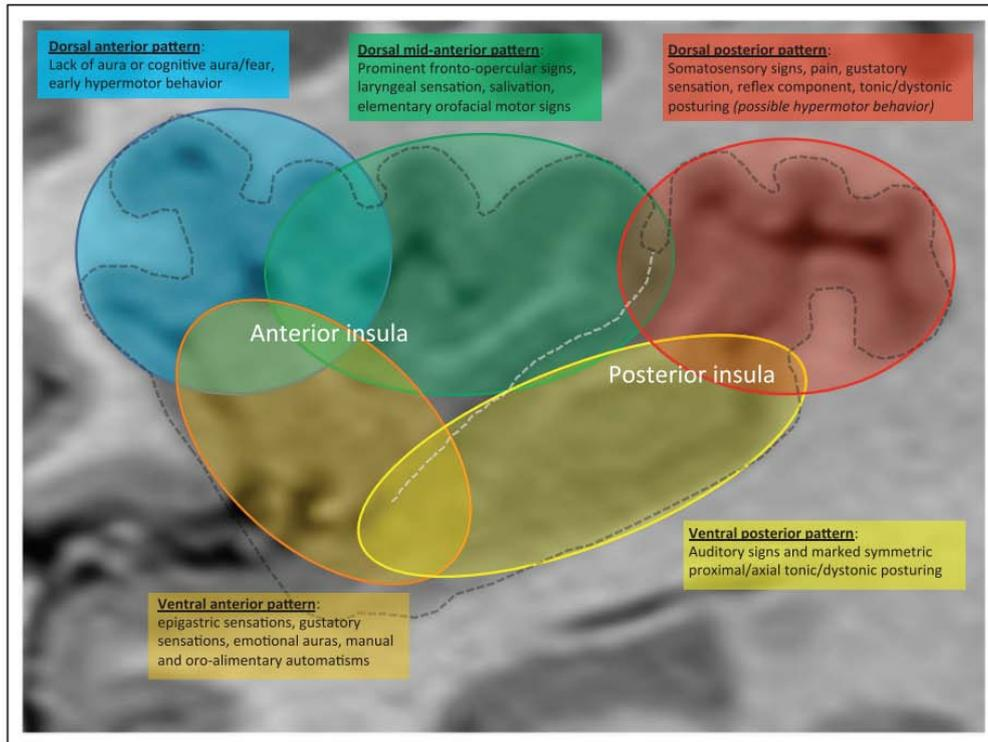 Dorsal anterior pattern:
Lack of aura or cognitive aura/fear,
early hypermotor behavior
Dorsal mid-anterior pattern:
Prominent fronto-opercular signs,
laryngeal sensation, salivation,
elementary orofacial motor signs
Dorsal posterior pattern:
Somatosensory signs, pain, gustatory
sensation, reflex component, tonic/dystonic
posturing (possible hypermotor behavior)
Anterior insula
Posterior insula
Ventral posterior pattern:
Auditory signs and marked symmetric
proximal/axial tonic/dystonic posturing
Ventral anterior pattern:
epigastric sensations, gustatory
sensations, emotional auras, manual
and oro-alimentary automatisms